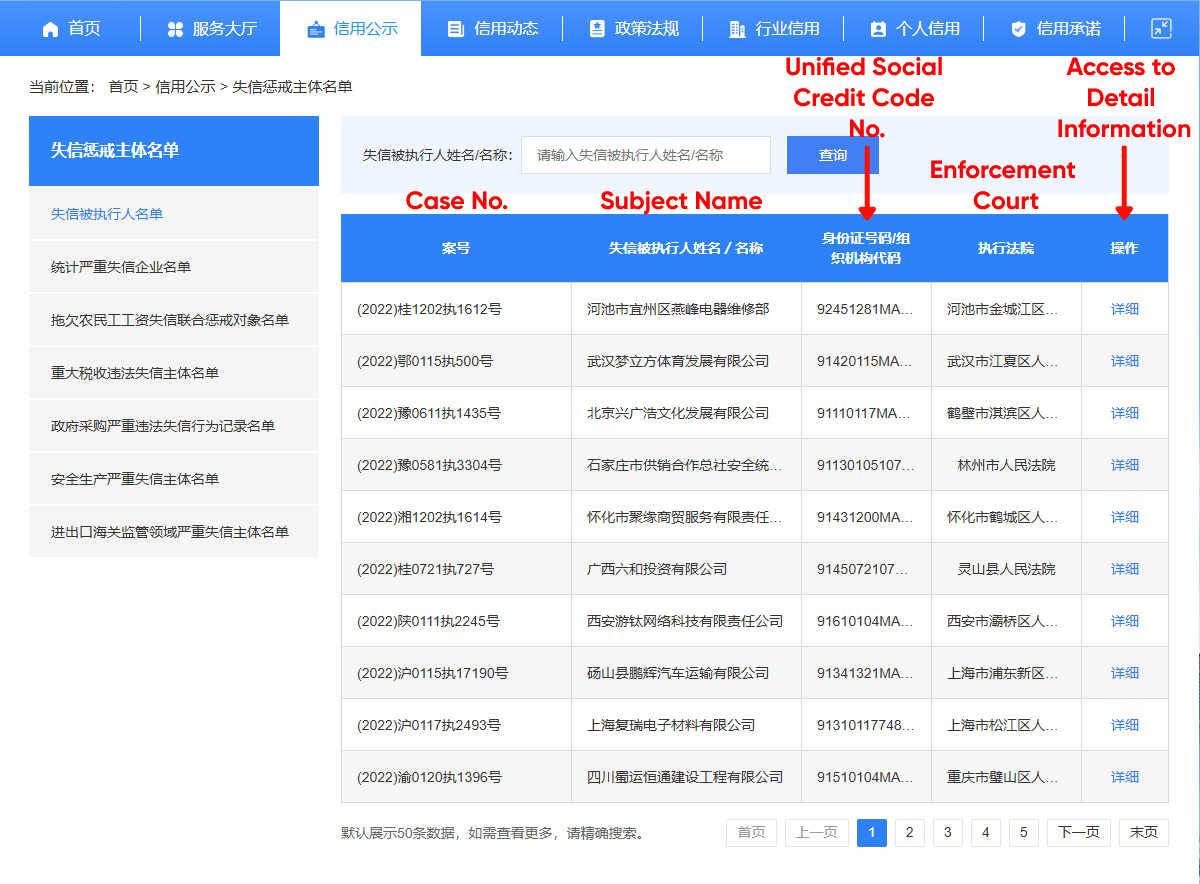 首页 服务大厅 信用公示 信用动态 政策法规 行业信用 个人信用 信用承诺
当前位置： 首页 > 信用公示 > 失信惩戒主体名单
Unified Social
Credit Code
No.
Access to
Detail
Information
失信惩戒主体名单
失信被执行人名单
统计严重失信企业名单
拖欠农民工工资失信联合惩戒对象名单
重大税收违法失信主体名单
政府采购严重违法失信行为记录名单
安全生产严重失信主体名单
进出口海关监管领域严重失信主体名单
失信被执行人姓名/名称： 请输入失信被执行人姓名/名称 查询
Case No.
Subject Name
Enforcement
Court
案号 失信被执行人姓名 / 名称 身份证号码/组
织机构代码 执行法院 操作
(2022)桂1202执1612号 河池市宜州区燕峰电器维修部 92451281MA... 河池市金城江区... 详细
(2022)鄂0115执500号 武汉梦立方体育发展有限公司 91420115MA... 武汉市江夏区人... 详细
(2022)豫0611执1435号 北京兴广浩文化发展有限公司 91110117MA... 鹤壁市淇滨区人... 详细
(2022)豫0581执3304号 石家庄市供销合作总社安全统... 91130105107... 林州市人民法院 详细
(2022)湘1202执1614号 怀化市聚缘商贸服务有限责任... 91431200MA... 怀化市鹤城区人... 详细
(2022)桂0721执727号 广西六和投资有限公司 9145072107... 灵山县人民法院 详细
(2022)陕0111执2245号 西安游钛网络科技有限责任公司 91610104MA... 西安市灞桥区人... 详细
(2022)沪0115执17190号 砀山县鹏辉汽车运输有限公司 91341321MA... 上海市浦东新区... 详细
(2022)沪0117执2493号 上海复瑞电子材料有限公司 91310117748... 上海市松江区人... 详细
(2022)渝0120执1396号 四川蜀运恒通建设工程有限公司 91510104MA... 重庆市璧山区人... 详细
默认展示50条数据，如需查看更多，请精确搜索。 首页 上一页 1 2 3 4 5 下一页 末页